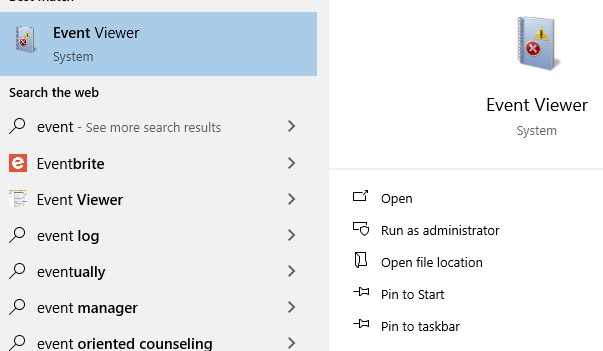 Best match
Event Viewer
System
Search the web
event - See more search results
Eventbrite
Event Viewer
event log
eventually
event manager
event oriented counseling
Event Viewer
System
Open
Run as administrator
Open file location
Pin to Start
Pin to taskbar